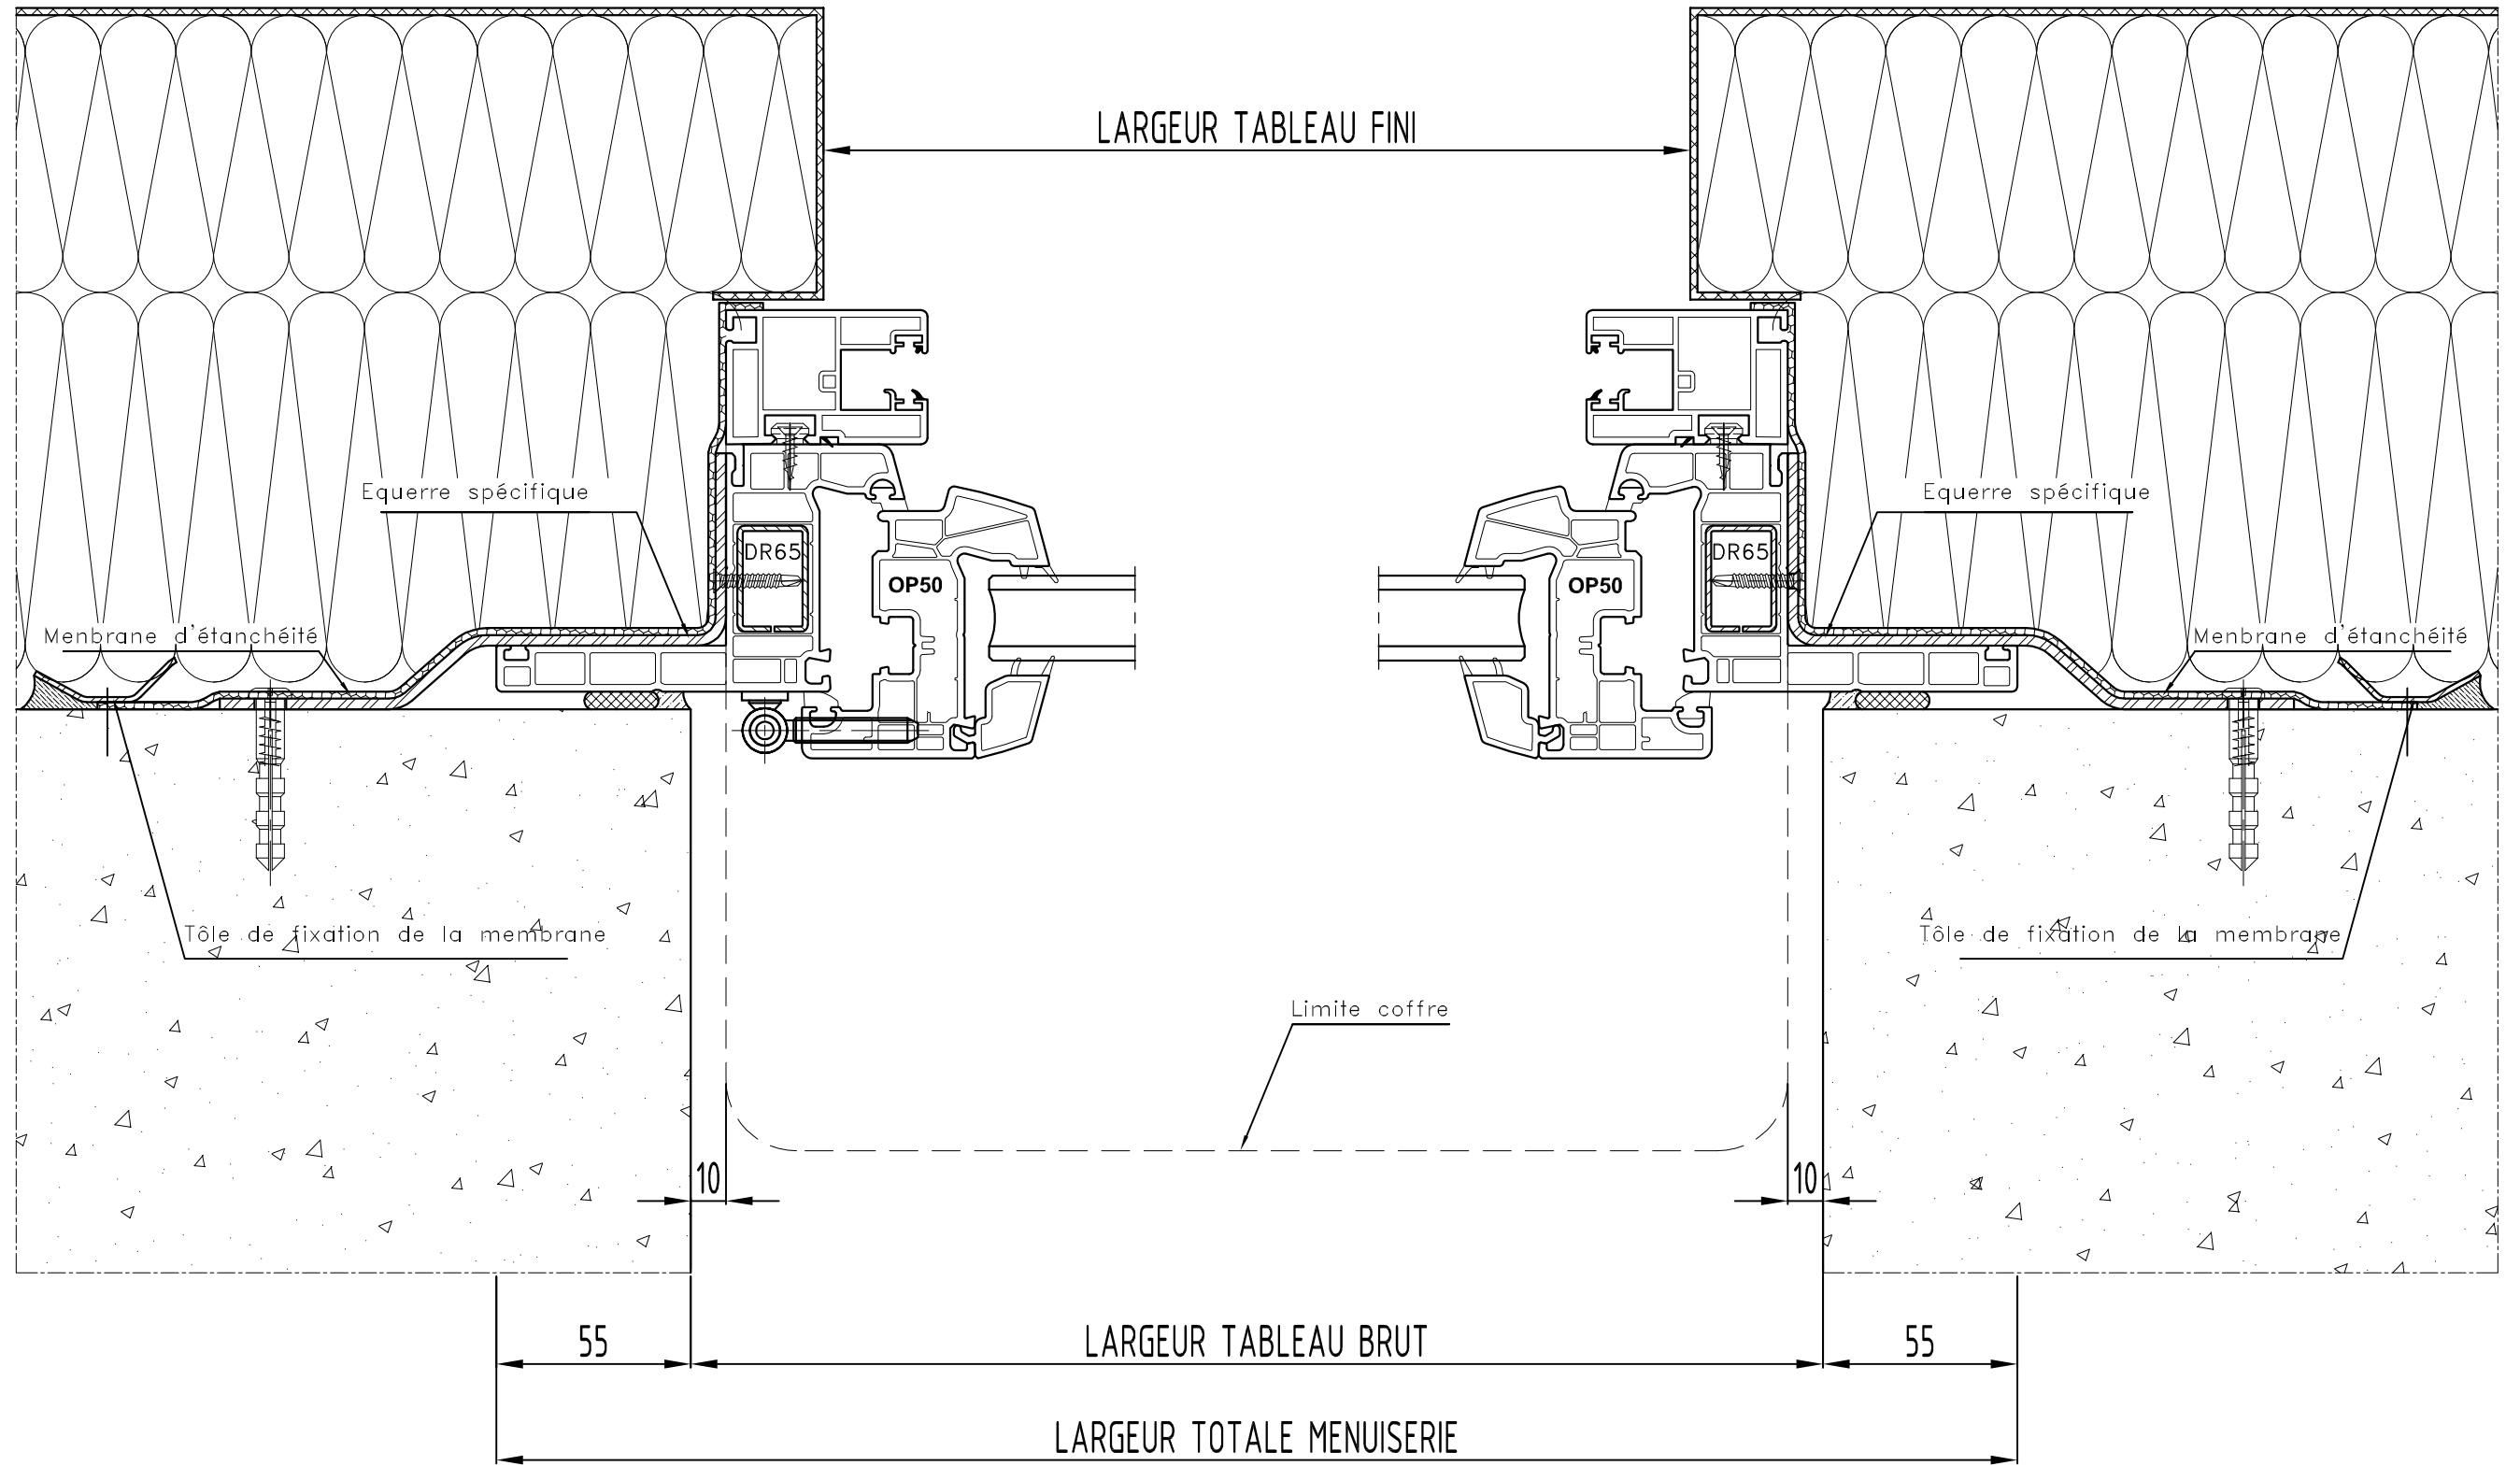 LARGEUR TABLEAU FINI
Equerre spécifique
Equerre spécifique
DR65
DR65
OP50
OP50
Menbrane d'étanchéité
Menbrane d'étanchéité
Tôle de fixation de la membrane
Tôle de fixation de la membrane
Limite coffre
10
10
55
LARGEUR TABLEAU BRUT
55
LARGEUR TOTALE MENUISERIE